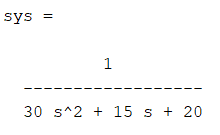 sys =
1
------------------
30 s^2 + 15 s + 20